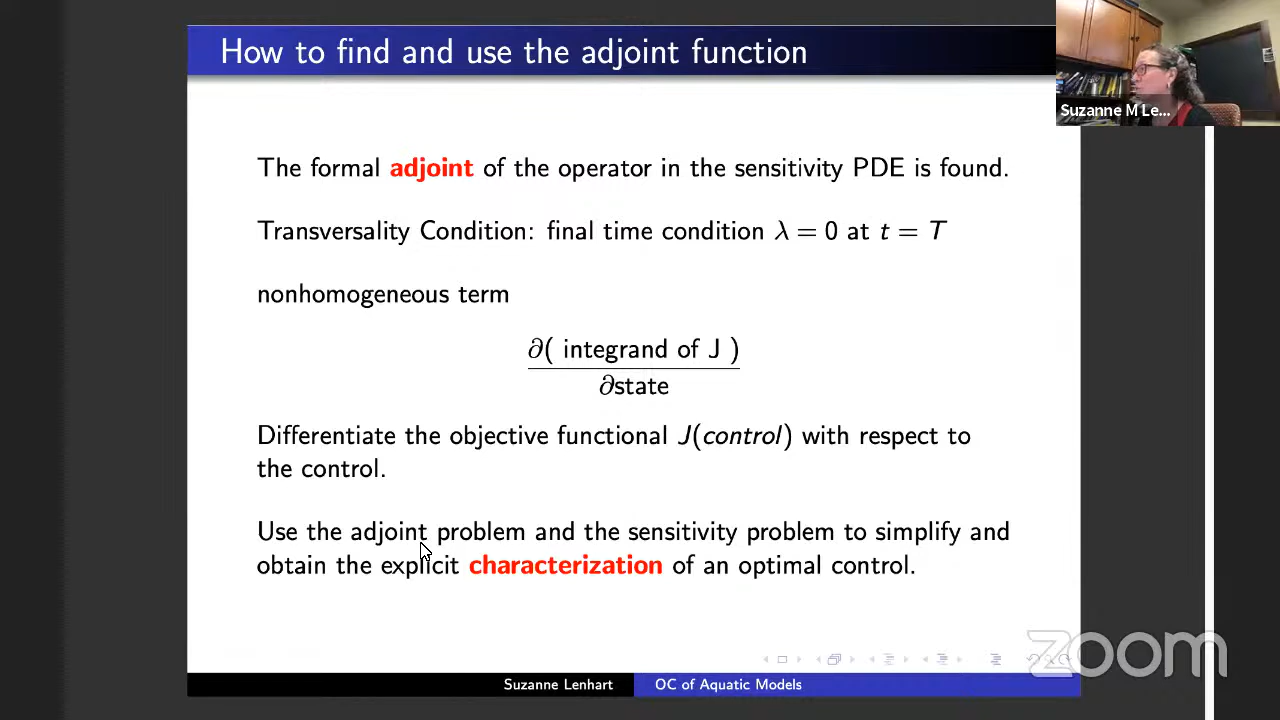 How to find and use the adjoint function
Suzanne M Le...
The formal adjoint of the operator in the sensitivity PDE is found.
Transversality Condition: final time condition λ = 0 at t = T
nonhomogeneous term
∂( integrand of J )
∂state
Differentiate the objective functional J(control) with respect to
the control.
Use the adjoint problem and the sensitivity problem to simplify and
obtain the explicit characterization of an optimal control.
zoom
Suzanne Lenhart
OC of Aquatic Models